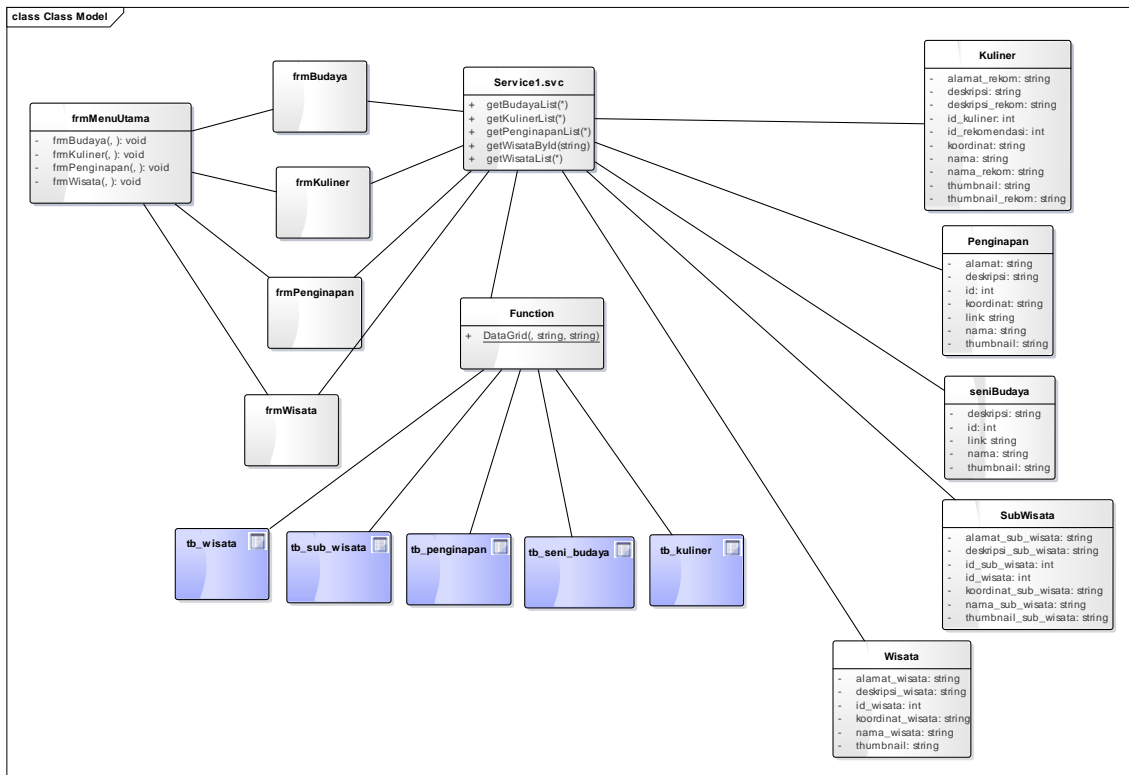 class Class Model
frmMenuUtama
- frmBudaya(, ): void
- frmKuliner(, ): void
- frmPenginapan(, ): void
- frmWisata(, ): void
frmBudaya
frmKuliner
frmPenginapan
frmWisata
Service1.svc
+ getBudayaList(*)
+ getKulinerList(*)
+ getPenginapanList(*)
+ getWisataById(string)
+ getWisataList(*)
Function
+ DataGrid(, string, string)
tb_wisata
tb_sub_wisata
tb_penginapan
tb_seni_budaya
tb_kuliner
Kuliner
- alamat_rekom: string
- deskripsi: string
- deskripsi_rekom: string
- id_kuliner: int
- id_rekomendasi: int
- koordinat: string
- nama: string
- nama_rekom: string
- thumbnail: string
- thumbnail_rekom: string
Penginapan
- alamat: string
- deskripsi: string
- id: int
- koordinat: string
- link: string
- nama: string
- thumbnail: string
seniBudaya
- deskripsi: string
- id: int
- link: string
- nama: string
- thumbnail: string
SubWisata
- alamat_sub_wisata: string
- deskripsi_sub_wisata: string
- id_sub_wisata: int
- id_wisata: int
- koordinat_sub_wisata: string
- nama_sub_wisata: string
- thumbnail_sub_wisata: string
Wisata
- alamat_wisata: string
- deskripsi_wisata: string
- id_wisata: int
- koordinat_wisata: string
- nama_wisata: string
- thumbnail: string